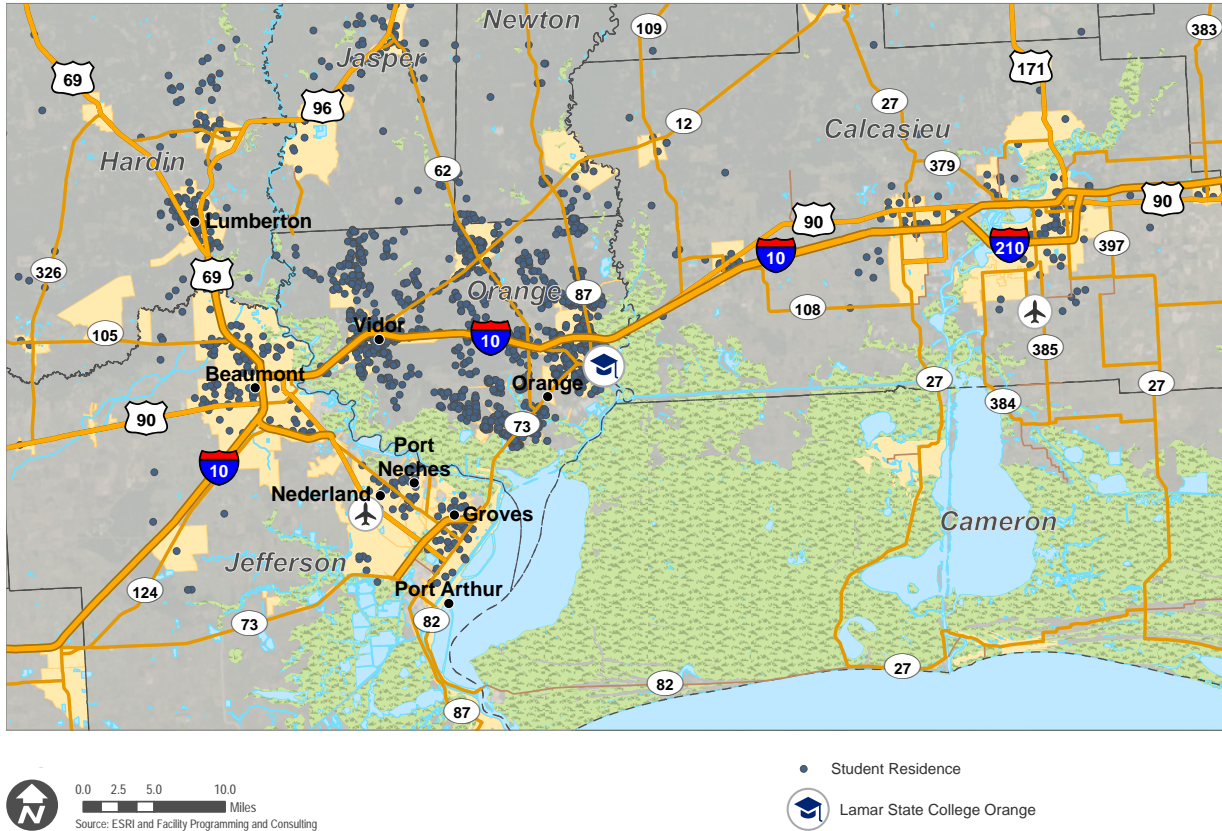 Newton
109
383
Jasper
69
171
96
27
12
Calcasieu
Hardin
379
62
90
90
Lumberton
210
397
10
326
69
Orange
87
108
105
Vidor
10
385
Beaumont
Orange
27
27
384
90
73
Port
Neches
10
Nederland
Groves
Cameron
Jefferson
124
Port Arthur
73
82
27
82
87
0.0 2.5 5.0 10.0
Miles
Source: ESRI and Facility Programming and Consulting
N
Student Residence
Lamar State College Orange